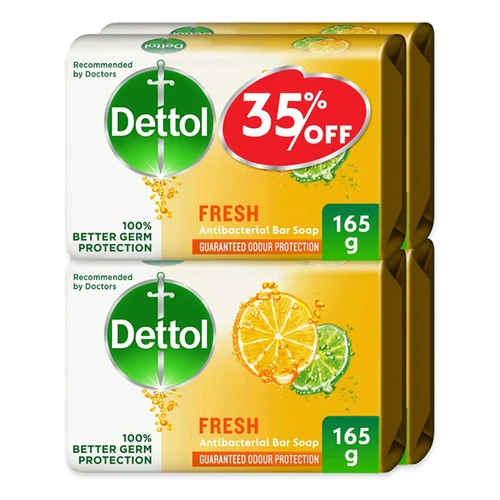 Dettol
Recommended
by Doctors
Dettol
35% OFF
100%
BETTER GERM
PROTECTION
FRESH
Antibacterial Bar Soap
GUARANTEED ODOUR PROTECTION
165
g
Recommended
by Doctors
Dettol
100%
BETTER GERM
PROTECTION
FRESH
Antibacterial Bar Soap
GUARANTEED ODOUR PROTECTION
165
g